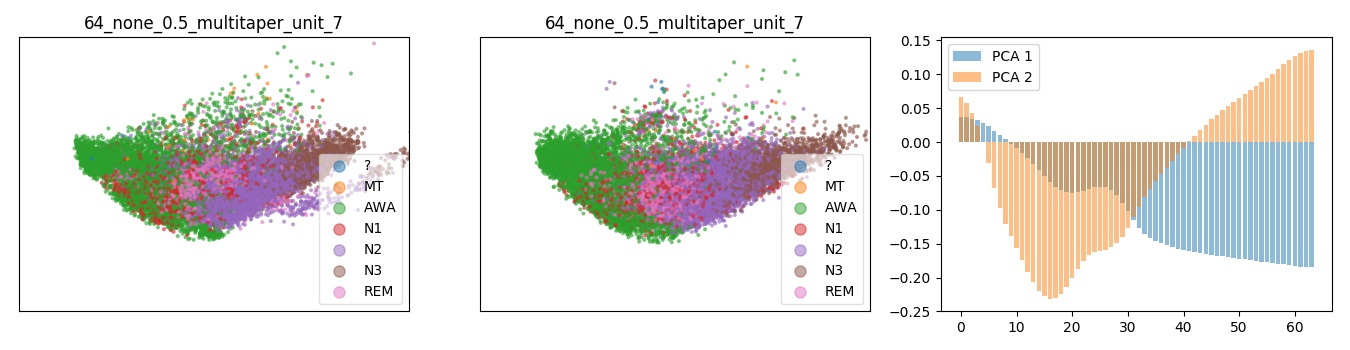 64_none_0.5_multitaper_unit_7
?
MT
AWA
N1
N2
N3
REM
64_none_0.5_multitaper_unit_7
?
MT
AWA
N1
N2
N3
REM
PCA 1
PCA 2
0.15
0.10
0.05
0.00
−0.05
−0.10
−0.15
−0.20
−0.25
0 10 20 30 40 50 60